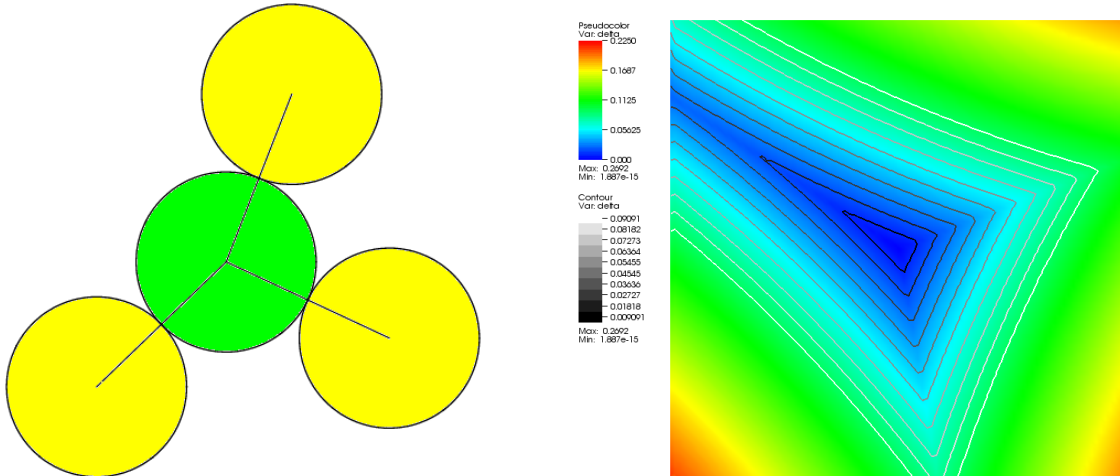 Pseudocolor
Var: delta
0.2250
0.1687
0.1125
0.05625
0.000
Max: 0.2692
Min: 1.887e-15
Contour
Var: delta
0.09091
0.08182
0.07273
0.06364
0.05455
0.04545
0.03636
0.02727
0.01818
0.009091
Max: 0.2692
Min: 1.887e-15